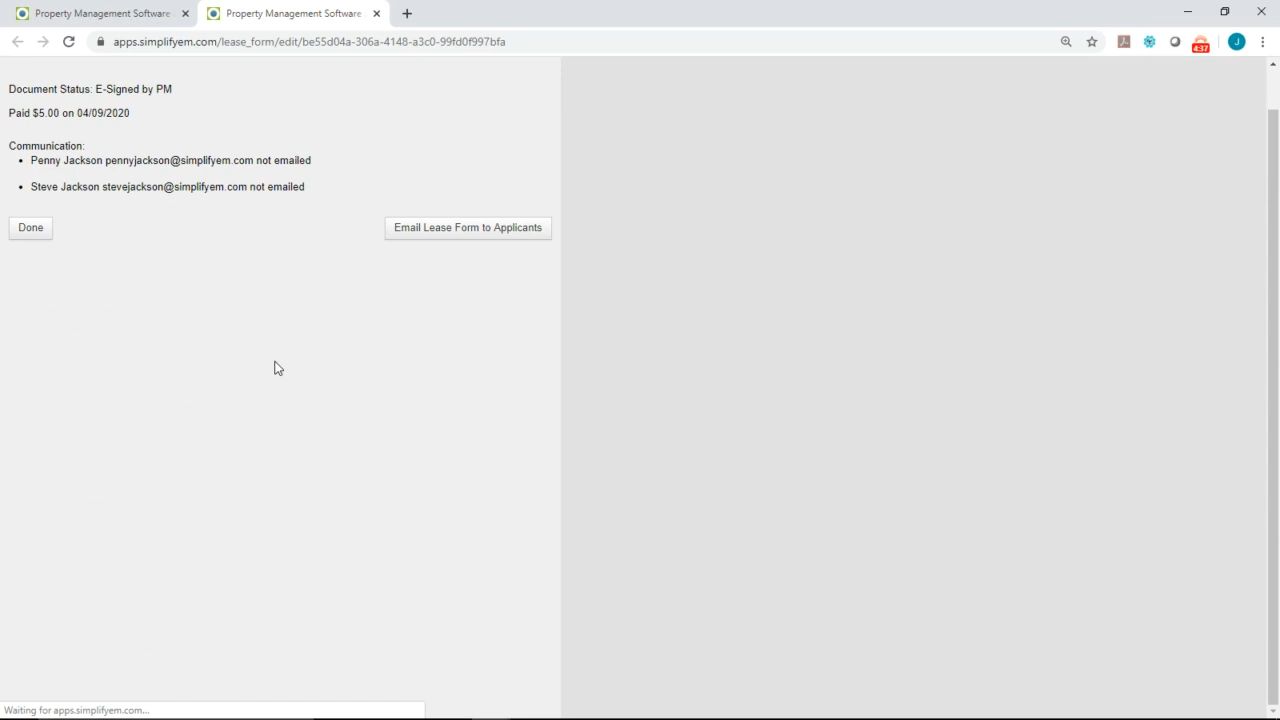 Property Management Software
Property Management Software
apps.simplifyem.com/lease_form/edit/be55d04a-306a-4148-a3c0-99fd0f997bfa
4:37
J
Document Status: E-Signed by PM
Paid $5.00 on 04/09/2020
Communication:
• Penny Jackson pennyjackson@simplifyem.com not emailed
• Steve Jackson stevejackson@simplifyem.com not emailed
Done
Email Lease Form to Applicants
Waiting for apps.simplifyem.com...